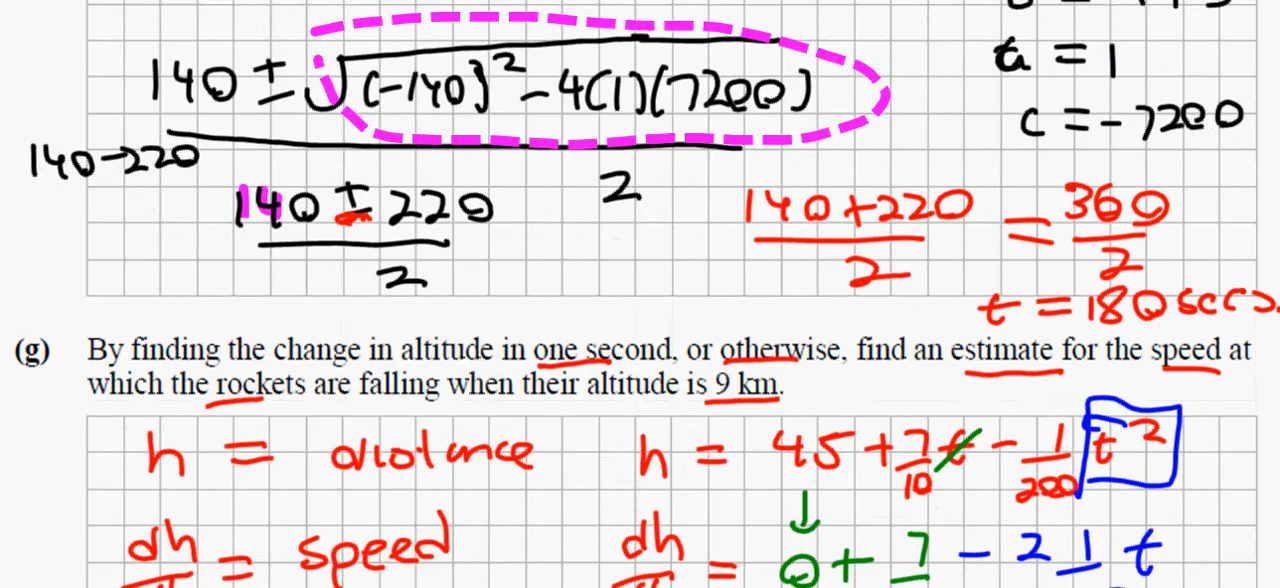 140 ± √(-140)² - 4(1)(7200)
2
a = 1
c = -7200
140-220
140 ± 220
2
140+220 = 360
2 2
t = 180 secs.
(g) By finding the change in altitude in one second, or otherwise, find an estimate for the speed at
which the rockets are falling when their altitude is 9 km.
h = distance h = 45 + 7/10 t - 1/200 t²
dh = speed dh = 0 + 7 - 2 1 t